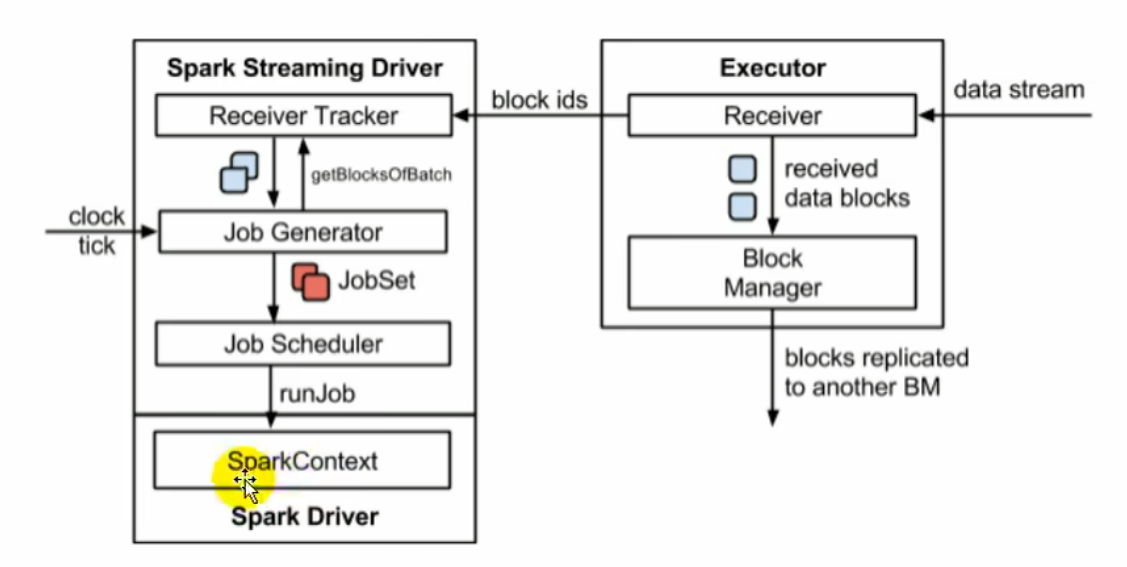 Spark Streaming Driver
Receiver Tracker
getBlocksOfBatch
clock
tick
Job Generator
JobSet
Job Scheduler
runJob
SparkContext
Spark Driver
block ids
Executor
Receiver
data stream
received
data blocks
Block
Manager
blocks replicated
to another BM